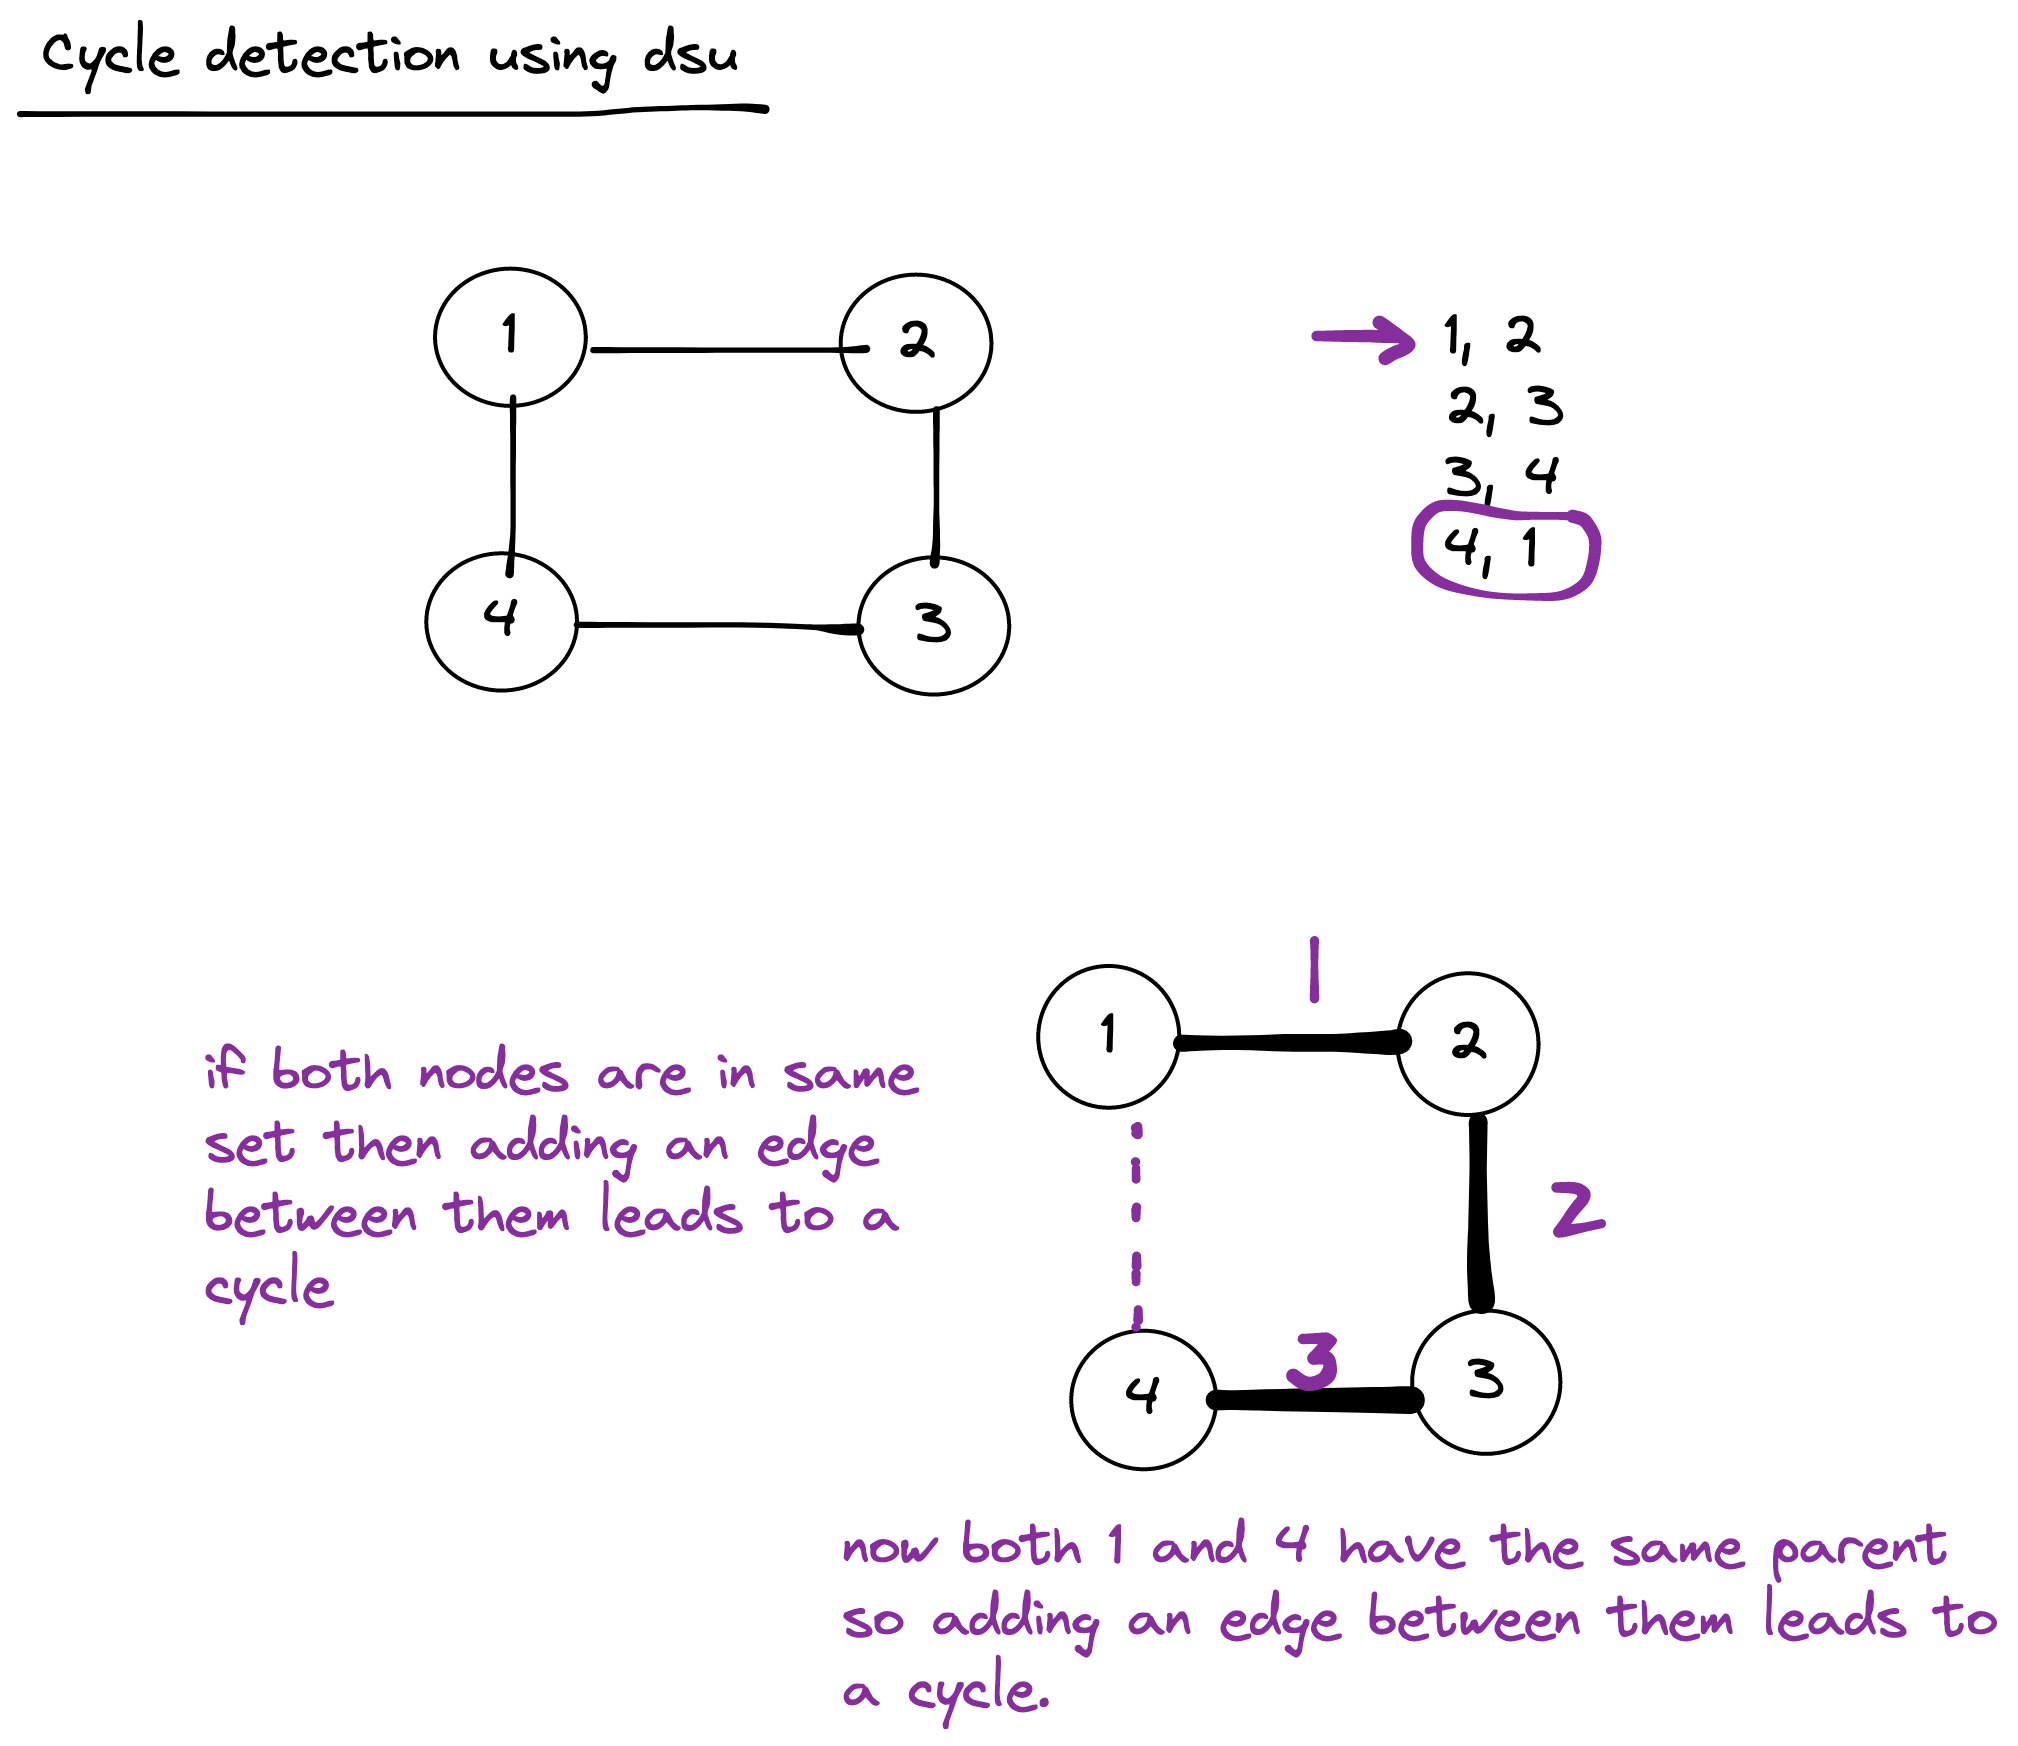 Cycle detection using dsu
1
2
4
3
1, 2
2, 3
3, 4
4, 1
if both nodes are in same
set then adding an edge
between them leads to a
cycle
1
1
2
2
3
4
3
now both 1 and 4 have the same parent
so adding an edge between them leads to
a cycle.